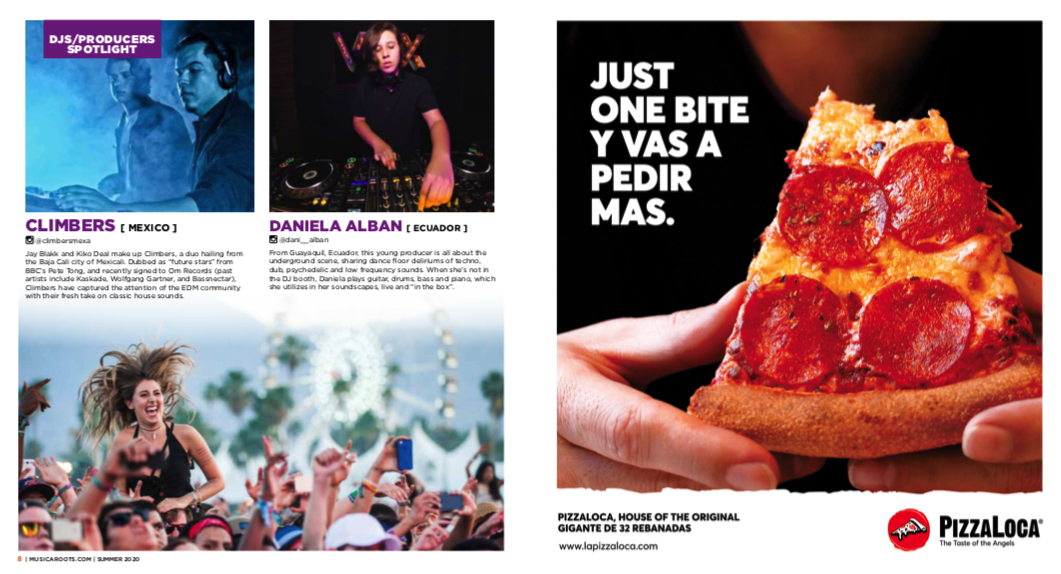 DJS/PRODUCERS
SPOTLIGHT
CLIMBERS [ MEXICO ]
@climbersmexa
Jay Blakk and Kiko Deal make up Climbers, a duo hailing from
the Baja Cali city of Mexicali. Dubbed as "future stars" from
BBC's Pete Tong, and recently signed to Om Records (past
artists include Kaskade, Wolfgang Gartner, and Bassnectar),
Climbers have captured the attention of the EDM community
with their fresh take on classic house sounds.
DANIELA ALBAN [ ECUADOR ]
@dani__alban
From Guayaquil, Ecuador, this young producer is all about the
underground scene, sharing dance floor deliriums of techno,
dub, psychedelic and low frequency sounds. When she's not in
the DJ booth, Daniela plays guitar, drums, bass and piano, which
she utilizes in her soundscapes, live and "in the box".
8 | MUSICAROOTS.COM | SUMMER 2020
JUST
ONE BITE
Y VAS A
PEDIR
MAS.
PIZZALOCA, HOUSE OF THE ORIGINAL
GIGANTE DE 32 REBANADAS
www.lapizzaloca.com
PIZZALOCA®
The Taste of the Angels